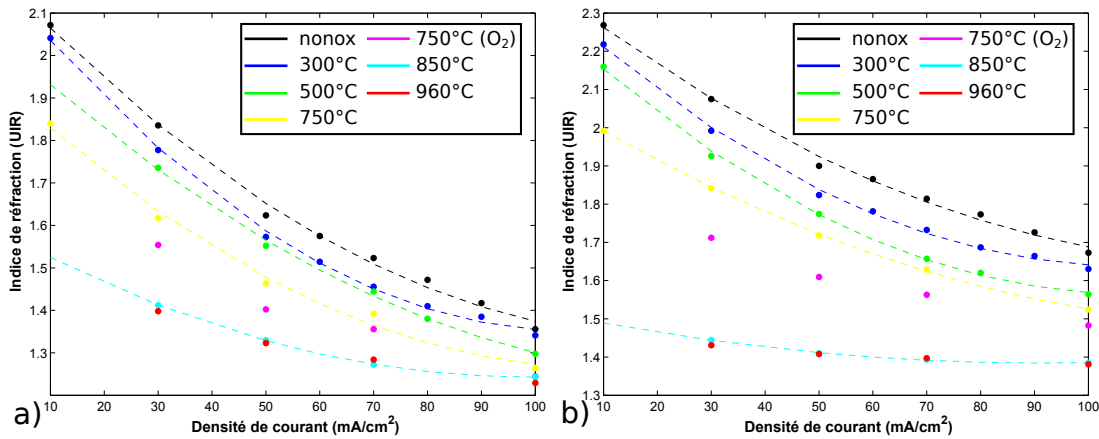 2.1
2
1.9
1.8
1.7
1.6
1.5
1.4
1.3
Indice de réfraction (UIR)
nonox
300°C
500°C
750°C
750°C (O₂)
850°C
960°C
10 20 30 40 50 60 70 80 90 100
Densité de courant (mA/cm²)
a)
2.3
2.2
2.1
2
1.9
1.8
1.7
1.6
1.5
1.4
1.3
Indice de réfraction (UIR)
nonox
300°C
500°C
750°C
750°C (O₂)
850°C
960°C
10 20 30 40 50 60 70 80 90 100
Densité de courant (mA/cm²)
b)